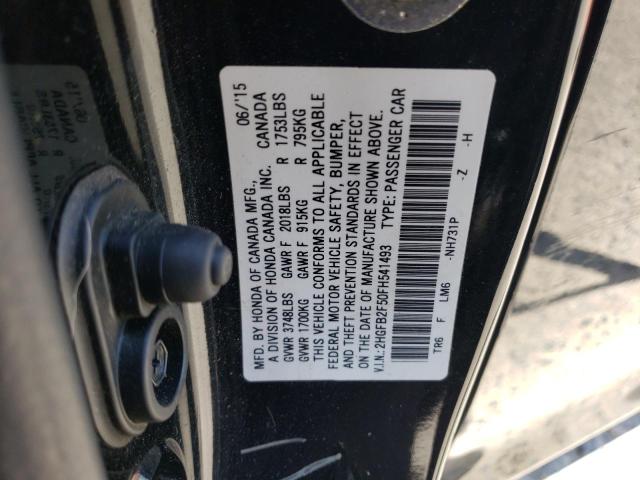 MFD. BY HONDA OF CANADA MFG., 06/'15
A DIVISION OF HONDA CANADA INC. CANADA
GVWR 3748LBS GAWR F 2018LBS R 1753LBS
GVWR 1700KG GAWR F 915KG R 795KG
THIS VEHICLE CONFORMS TO ALL APPLICABLE
FEDERAL MOTOR VEHICLE SAFETY, BUMPER,
AND THEFT PREVENTION STANDARDS IN EFFECT
ON THE DATE OF MANUFACTURE SHOWN ABOVE.
V.I.N.: 2HGFB2F50FH541493 TYPE: PASSENGER CAR
TR6 F LM6 -NH731P -Z -H